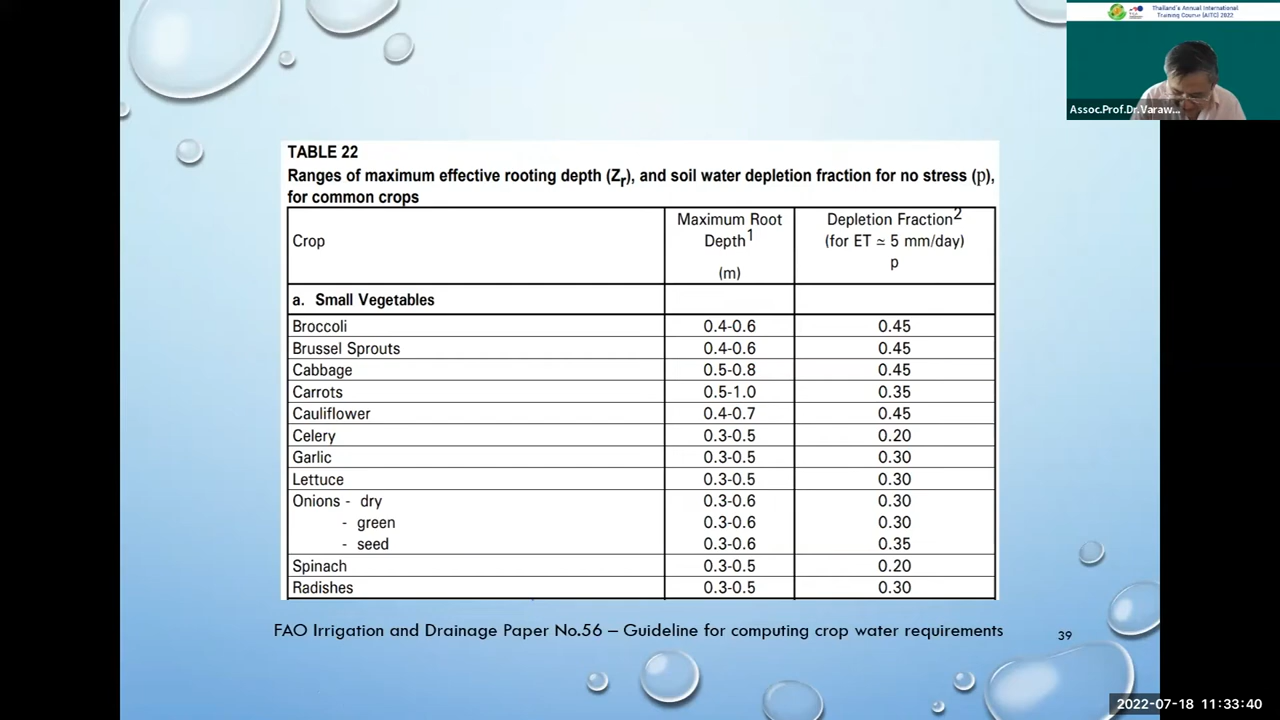 Thailand's Annual International
Training Course (AITC) 2022
Assoc.Prof.Dr.Varaw...
TABLE 22
Ranges of maximum effective rooting depth (Zr), and soil water depletion fraction for no stress (p),
for common crops
Crop Maximum Root Depth1 (m) Depletion Fraction2 (for ET ≃ 5 mm/day) p
a. Small Vegetables
Broccoli 0.4-0.6 0.45
Brussel Sprouts 0.4-0.6 0.45
Cabbage 0.5-0.8 0.45
Carrots 0.5-1.0 0.35
Cauliflower 0.4-0.7 0.45
Celery 0.3-0.5 0.20
Garlic 0.3-0.5 0.30
Lettuce 0.3-0.5 0.30
Onions - dry 0.3-0.6 0.30
- green 0.3-0.6 0.30
- seed 0.3-0.6 0.35
Spinach 0.3-0.5 0.20
Radishes 0.3-0.5 0.30
FAO Irrigation and Drainage Paper No.56 – Guideline for computing crop water requirements
39
2022-07-18 11:33:40